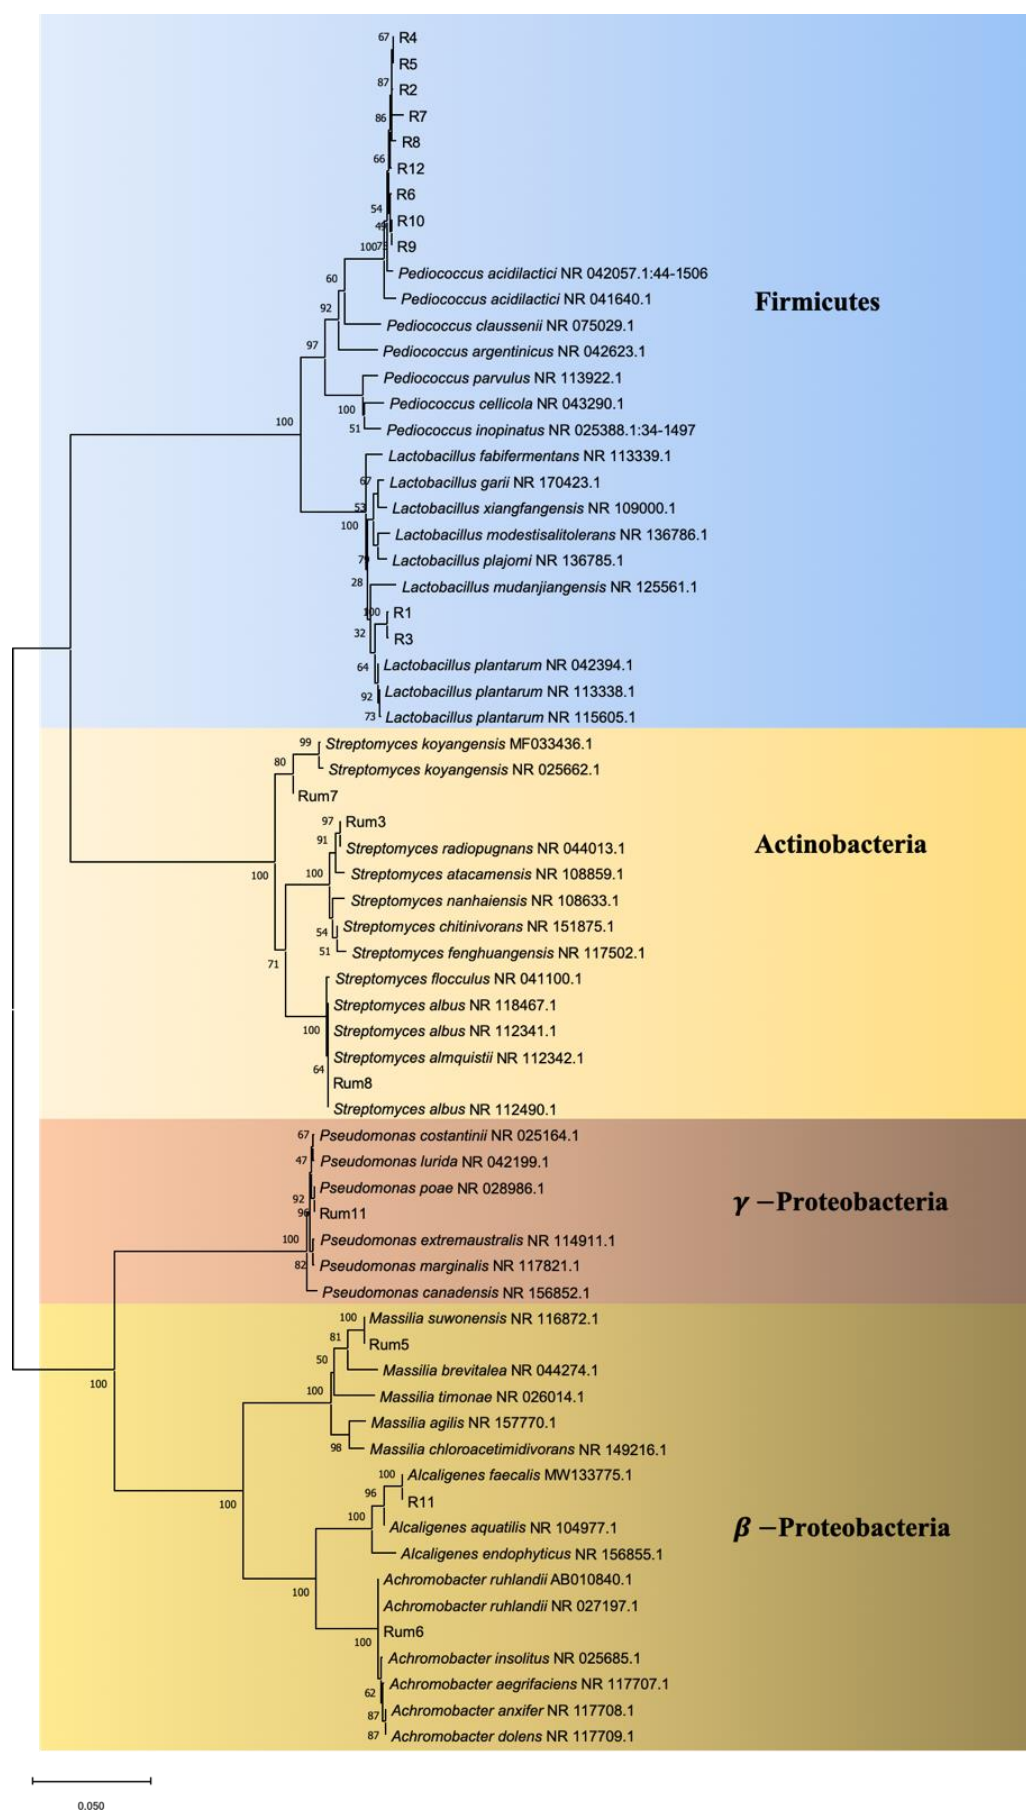 67
R4
R5
87
R2
86
R7
R8
66
R12
R6
54
R10
49
100
R9
Pediococcus acidilactici NR 042057.1:44-1506
60
Pediococcus acidilactici NR 041640.1
Firmicutes
92
Pediococcus claussenii NR 075029.1
97
Pediococcus argentinicus NR 042623.1
Pediococcus parvulus NR 113922.1
100
Pediococcus cellicola NR 043290.1
100
51
Pediococcus inopinatus NR 025388.1:34-1497
Lactobacillus fabifermentans NR 113339.1
67
Lactobacillus garii NR 170423.1
53
Lactobacillus xiangfangensis NR 109000.1
100
Lactobacillus modestisalitolerans NR 136786.1
Lactobacillus plajomi NR 136785.1
28
Lactobacillus mudanjiangensis NR 125561.1
100
R1
32
R3
64
Lactobacillus plantarum NR 042394.1
92
Lactobacillus plantarum NR 113338.1
73
Lactobacillus plantarum NR 115605.1
99
Streptomyces koyangensis MF033436.1
80
Streptomyces koyangensis NR 025662.1
Rum7
97
Rum3
91
Streptomyces radiopugnans NR 044013.1
Actinobacteria
100
Streptomyces atacamensis NR 108859.1
100
Streptomyces nanhaiensis NR 108633.1
54
Streptomyces chitinivorans NR 151875.1
51
Streptomyces fenghuangensis NR 117502.1
71
Streptomyces flocculus NR 041100.1
Streptomyces albus NR 118467.1
100
Streptomyces albus NR 112341.1
Streptomyces almquistii NR 112342.1
64
Rum8
Streptomyces albus NR 112490.1
67
Pseudomonas costantinii NR 025164.1
47
Pseudomonas lurida NR 042199.1
92
Pseudomonas poae NR 028986.1
γ –Proteobacteria
96
Rum11
100
Pseudomonas extremaustralis NR 114911.1
82
Pseudomonas marginalis NR 117821.1
Pseudomonas canadensis NR 156852.1
100
Massilia suwonensis NR 116872.1
81
Rum5
50
Massilia brevitalea NR 044274.1
100
100
Massilia timonae NR 026014.1
Massilia agilis NR 157770.1
98
Massilia chloroacetimidivorans NR 149216.1
100
Alcaligenes faecalis MW133775.1
96
R11
100
100
Alcaligenes aquatilis NR 104977.1
β –Proteobacteria
Alcaligenes endophyticus NR 156855.1
100
Achromobacter ruhlandii AB010840.1
Achromobacter ruhlandii NR 027197.1
Rum6
100
Achromobacter insolitus NR 025685.1
Achromobacter aegrifaciens NR 117707.1
62
Achromobacter anxifer NR 117708.1
87
Achromobacter dolens NR 117709.1
87
0.050